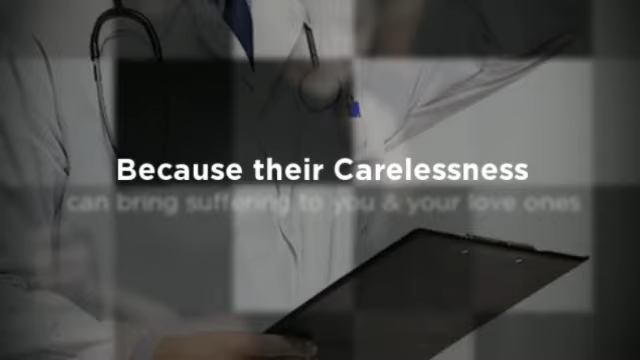 Because their Carelessness
can bring suffering to you & your love ones